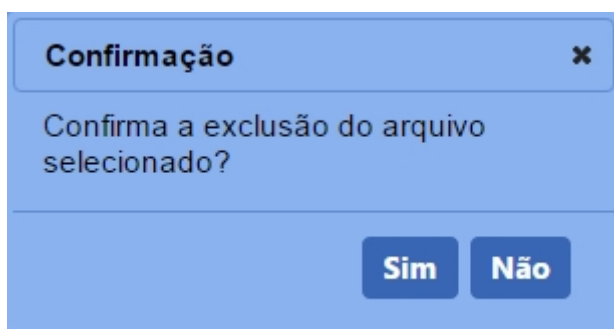 Confirmação
Confirma a exclusão do arquivo
selecionado?
Sim Não